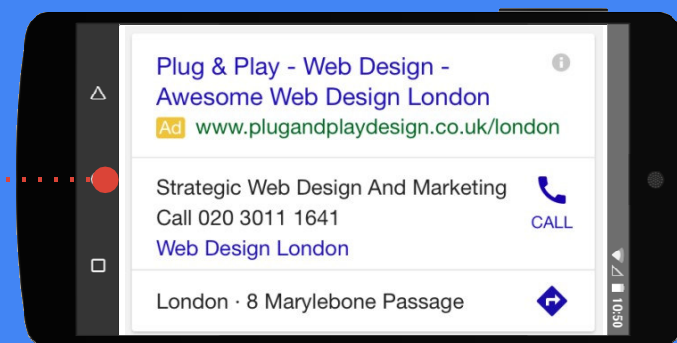 Plug & Play - Web Design -
Awesome Web Design London
Ad www.plugandplaydesign.co.uk/london
Strategic Web Design And Marketing
Call 020 3011 1641
Web Design London
CALL
London · 8 Marylebone Passage
10:50